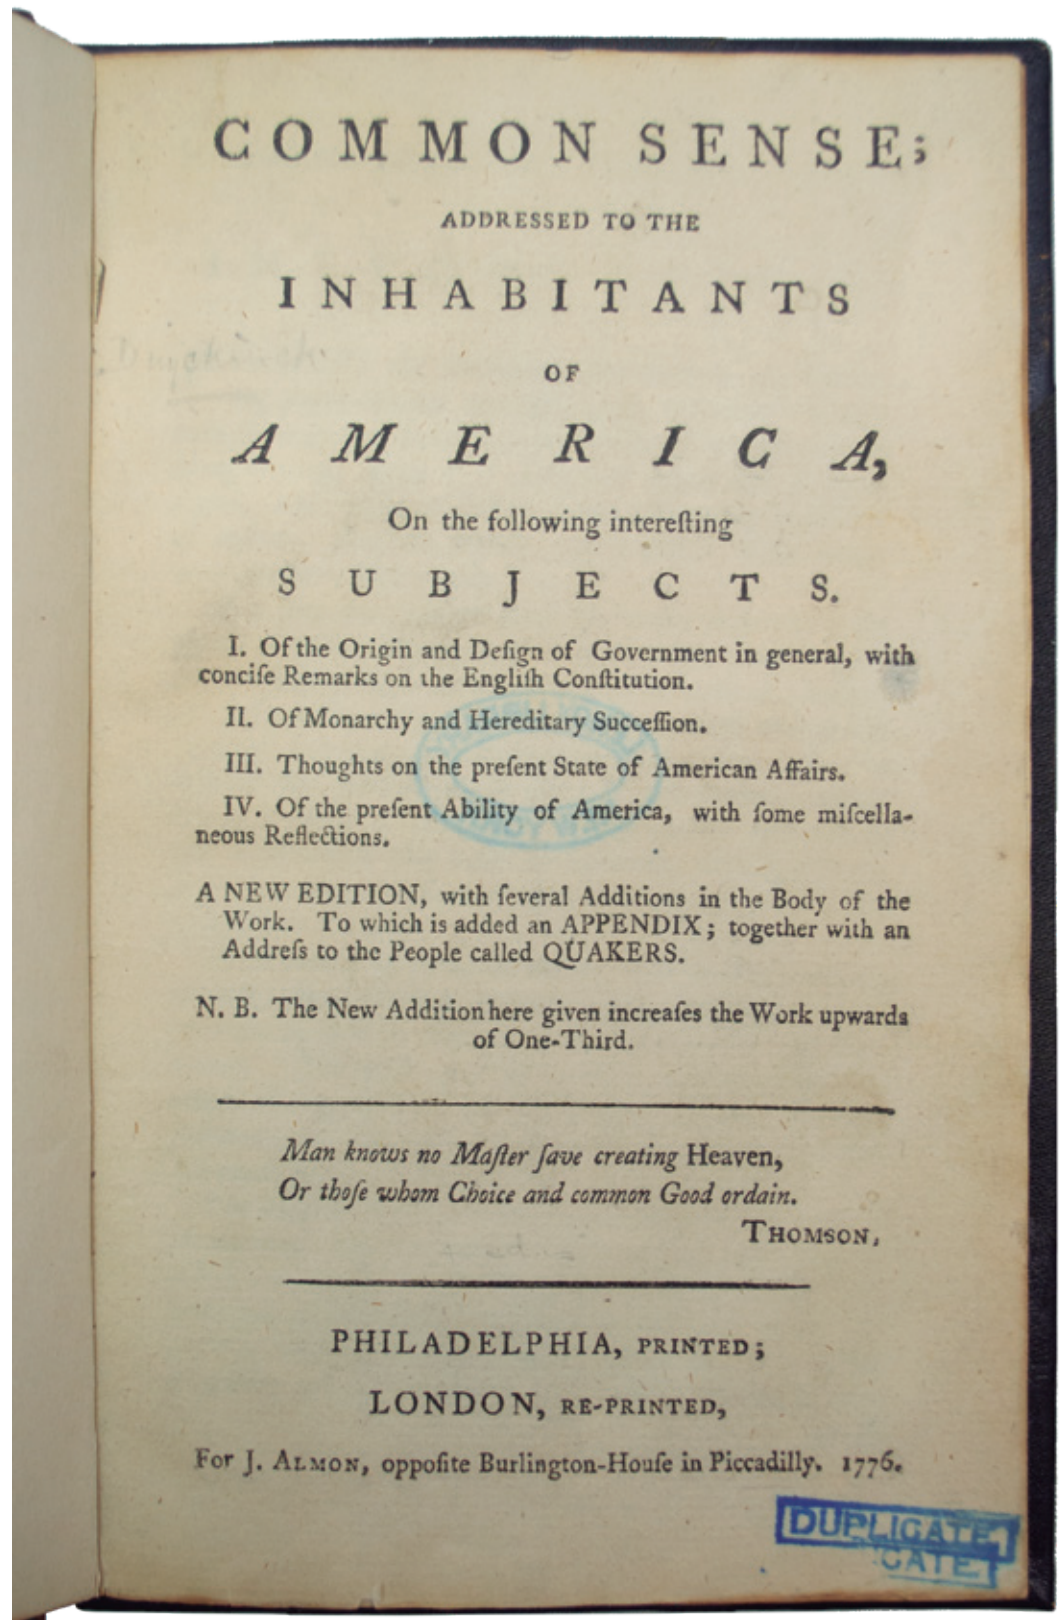 COMMON SENSE;
ADDRESSED TO THE
INHABITANTS
OF
AMERICA,
On the following intereſting
SUBJECTS.
I. Of the Origin and Deſign of Government in general, with
conciſe Remarks on the Engliſh Conſtitution.
II. Of Monarchy and Hereditary Succeſſion.
III. Thoughts on the preſent State of American Affairs.
IV. Of the preſent Ability of America, with ſome miſcella-
neous Reflections.
A NEW EDITION, with ſeveral Additions in the Body of the
Work. To which is added an APPENDIX; together with an
Addreſs to the People called QUAKERS.
N. B. The New Addition here given increaſes the Work upwards
of One-Third.
Man knows no Maſter ſave creating Heaven,
Or thoſe whom Choice and common Good ordain.
THOMSON.
PHILADELPHIA, PRINTED;
LONDON, RE-PRINTED,
For J. ALMON, oppoſite Burlington-Houſe in Piccadilly. 1776.
DUPLICATE
CATE